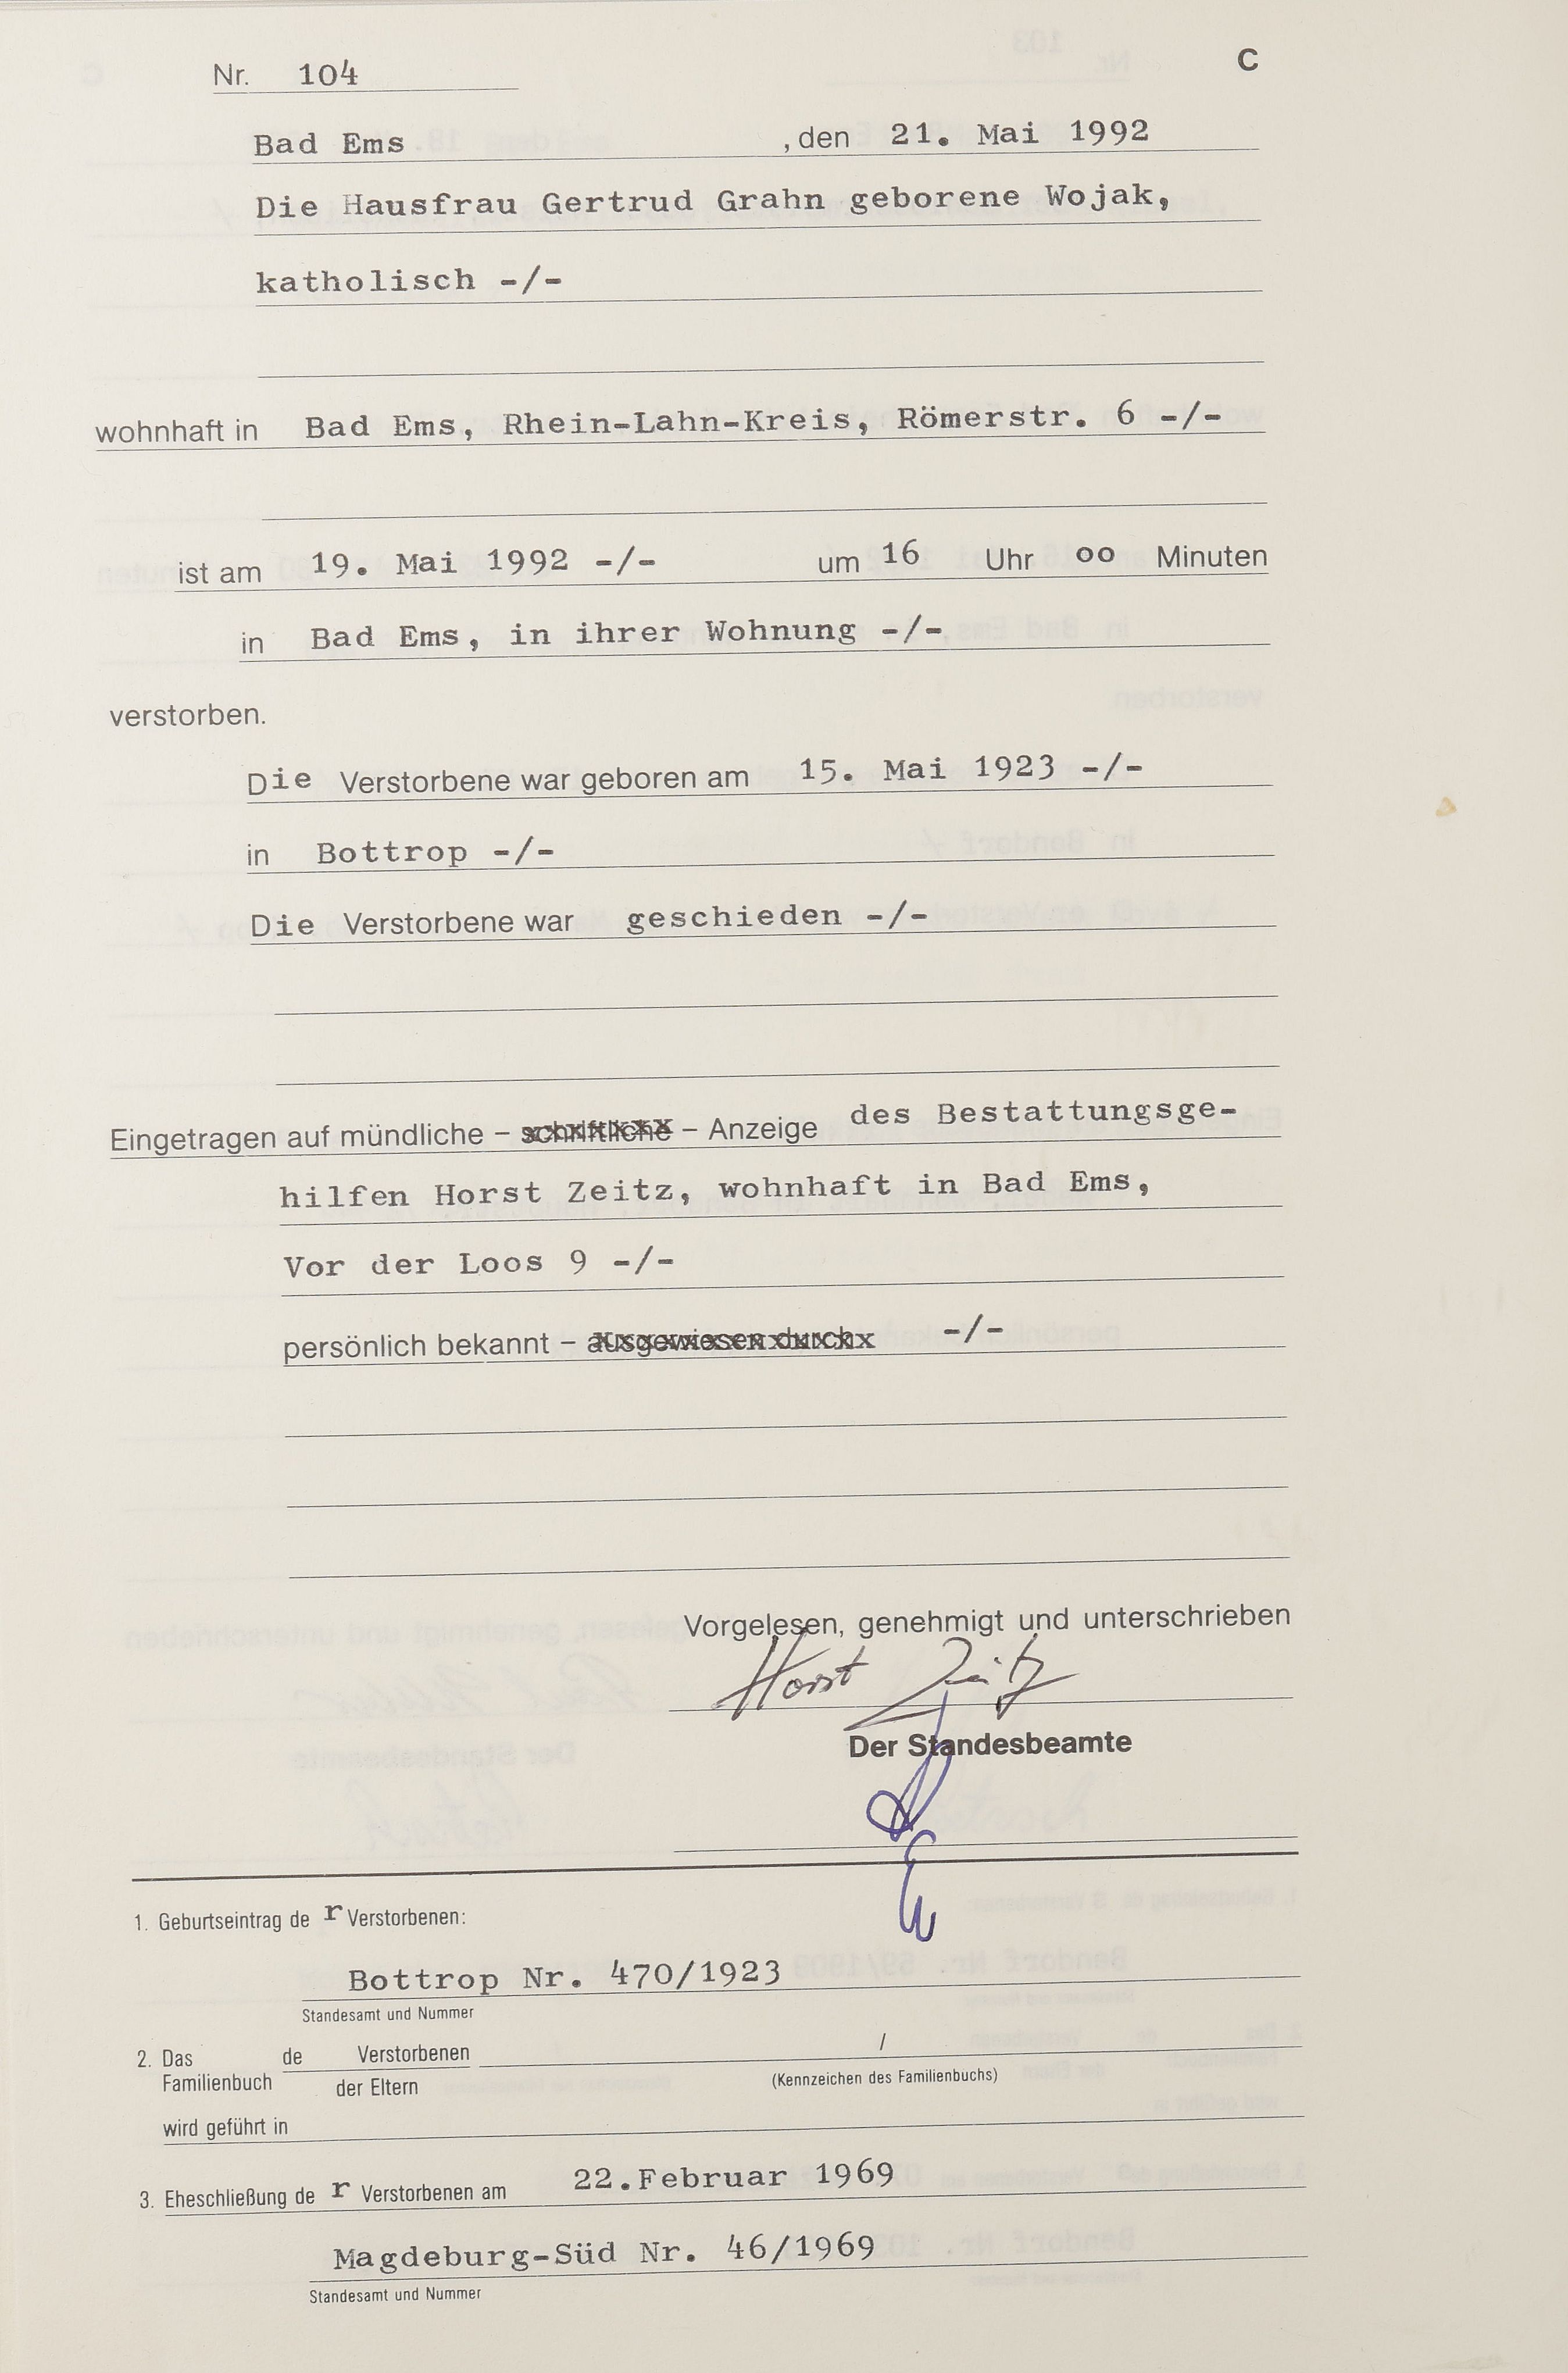 Nr. 104
C
Bad Ems , den 21. Mai 1992
Die Hausfrau Gertrud Grahn geborene Wojak,
katholisch -/-
wohnhaft in Bad Ems, Rhein-Lahn-Kreis, Römerstr. 6 -/-
ist am 19. Mai 1992 -/- um 16 Uhr oo Minuten
in Bad Ems, in ihrer Wohnung -/-
verstorben.
Die Verstorbene war geboren am 15. Mai 1923 -/-
in Bottrop -/-
Die Verstorbene war geschieden -/-
Eingetragen auf mündliche – schriftliche – Anzeige des Bestattungsge-
hilfen Horst Zeitz, wohnhaft in Bad Ems,
Vor der Loos 9 -/-
persönlich bekannt – ausgewiesen durch -/-
Vorgelesen, genehmigt und unterschrieben
Horst Zeitz
Der Standesbeamte
1. Geburtseintrag de r Verstorbenen:
Bottrop Nr. 470/1923
Standesamt und Nummer
2. Das de Verstorbenen /
Familienbuch der Eltern (Kennzeichen des Familienbuchs)
wird geführt in
3. Eheschließung de r Verstorbenen am 22.Februar 1969
Magdeburg-Süd Nr. 46/1969
Standesamt und Nummer